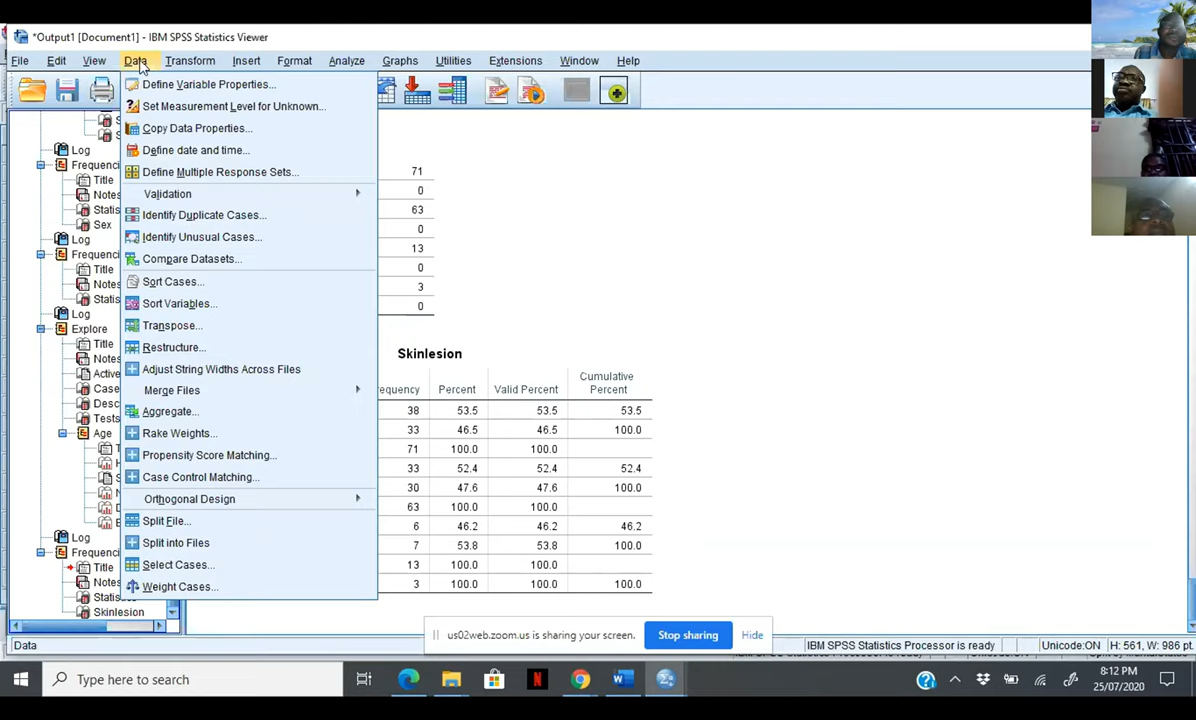 *Output1 [Document1] - IBM SPSS Statistics Viewer
File Edit View Data Transform Insert Format Analyze Graphs Utilities Extensions Window Help
Define Variable Properties...
Set Measurement Level for Unknown...
Copy Data Properties...
Define date and time...
Define Multiple Response Sets...
Validation
Identify Duplicate Cases...
Identify Unusual Cases...
Compare Datasets...
Sort Cases...
Sort Variables...
Transpose...
Restructure...
Adjust String Widths Across Files
Merge Files
Aggregate...
Rake Weights...
Propensity Score Matching...
Case Control Matching...
Orthogonal Design
Split File...
Split into Files
Select Cases...
Weight Cases...
Log
Frequenci
Title
Notes
Statis
Sex
Log
Frequenci
Title
Notes
Statis
Log
Explore
Title
Notes
Active
Case
Desc
Tests
Age
Log
Frequenci
Title
Notes
Statisti
Skinlesion
71
0
63
0
13
0
3
0
Skinlesion
equency Percent Valid Percent Cumulative Percent
38 53.5 53.5 53.5
33 46.5 46.5 100.0
71 100.0 100.0
33 52.4 52.4 52.4
30 47.6 47.6 100.0
63 100.0 100.0
6 46.2 46.2 46.2
7 53.8 53.8 100.0
13 100.0 100.0
3 100.0 100.0 100.0
us02web.zoom.us is sharing your screen. Stop sharing Hide
Data IBM SPSS Statistics Processor is ready Unicode:ON H: 561, W: 986 pt.
Type here to search
8:12 PM
25/07/2020